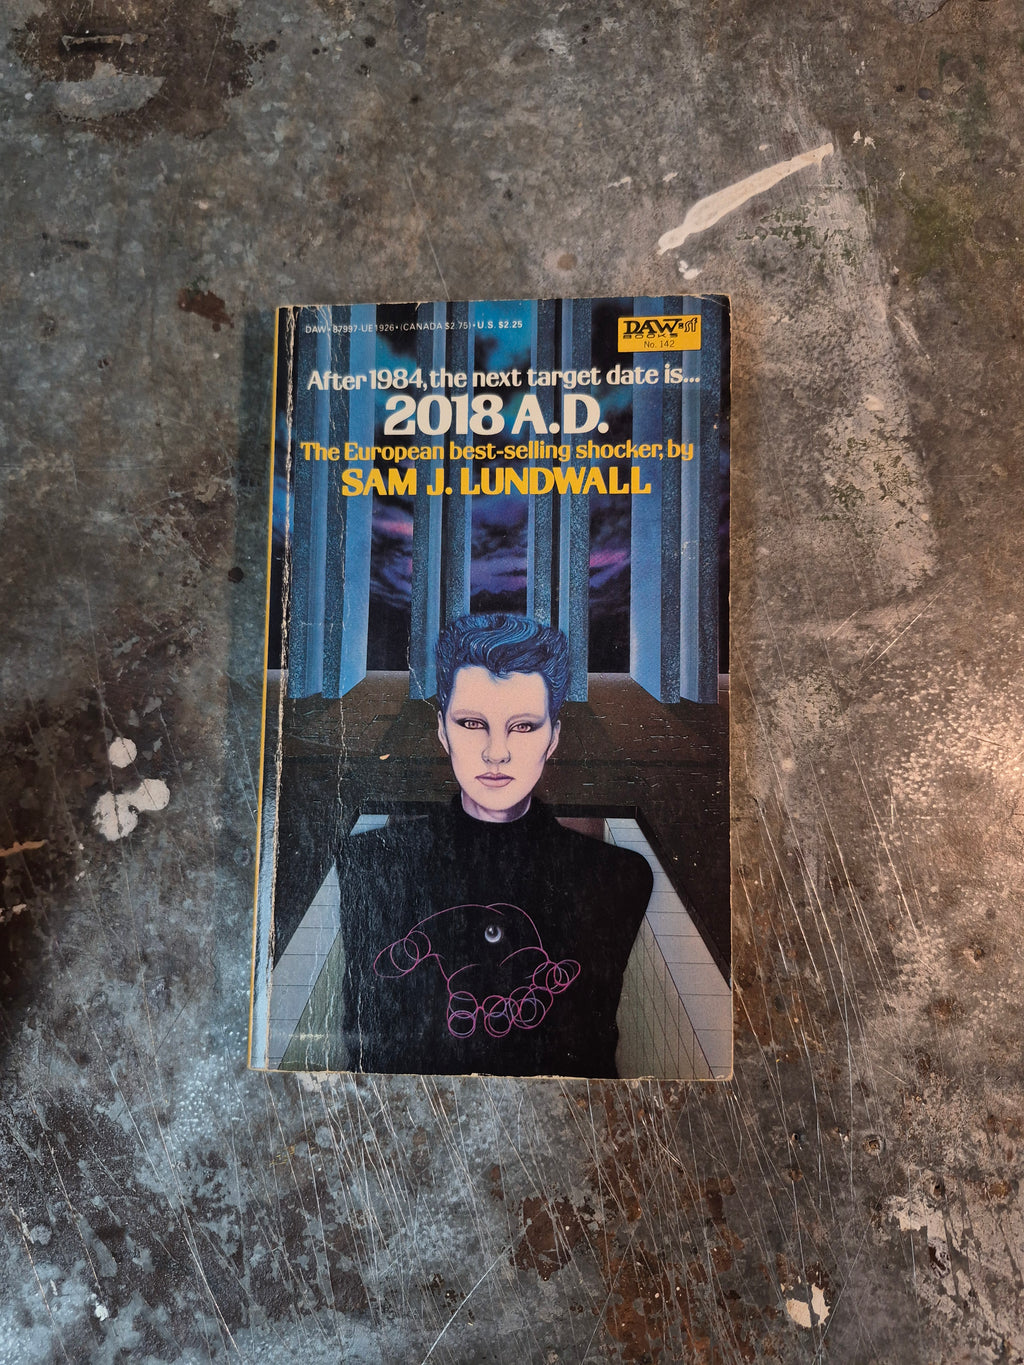 DAW • 87997-UE1926 • (CANADA $2.75) • U.S. $2.25
DAW sf
BOOKS
No. 142
After 1984, the next target date is...
2018 A.D.
The European best-selling shocker, by
SAM J. LUNDWALL